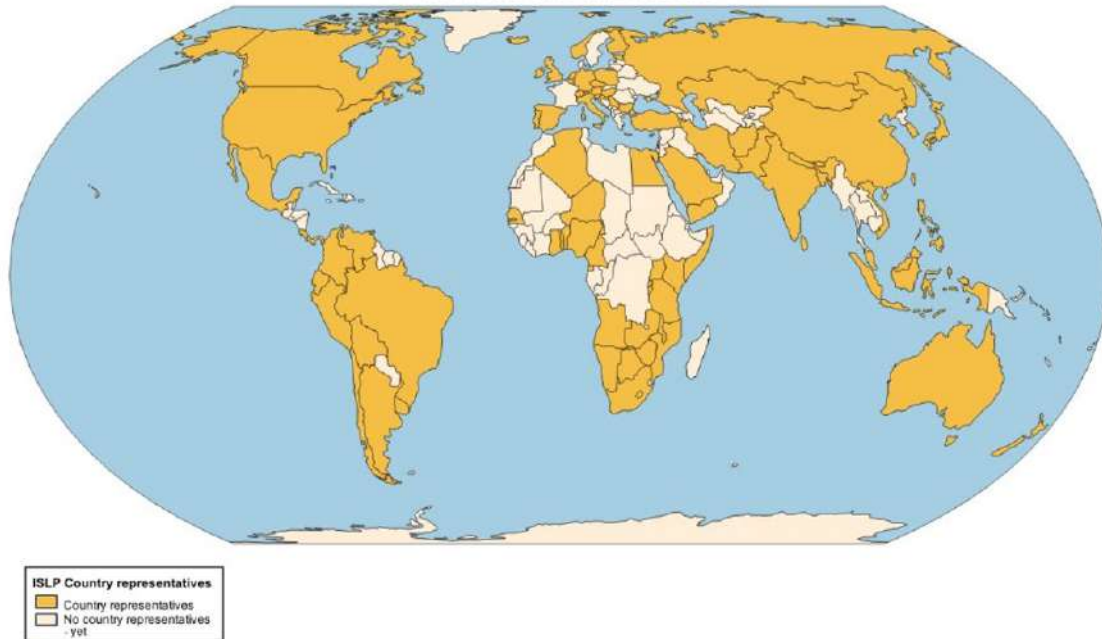 ISLP Country representatives
Country representatives
No country representatives
- yet